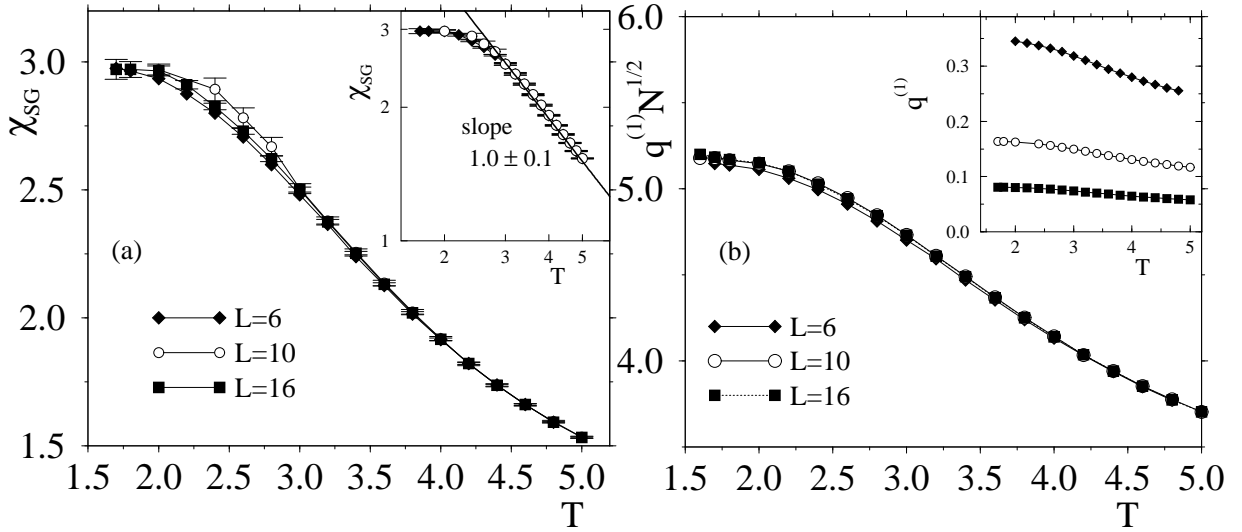 χSG
3.0
2.5
2.0
1.5
1.5 2.0 2.5 3.0 3.5 4.0 4.5 5.0
T
(a)
L=6
L=10
L=16
χSG
3
2
1
2 3 4 5
T
slope
1.0 ± 0.1
q(1)N1/2
6.0
5.0
4.0
1.5 2.0 2.5 3.0 3.5 4.0 4.5 5.0
T
(b)
L=6
L=10
L=16
q(1)
0.3
0.2
0.1
0.0
2 3 4 5
T